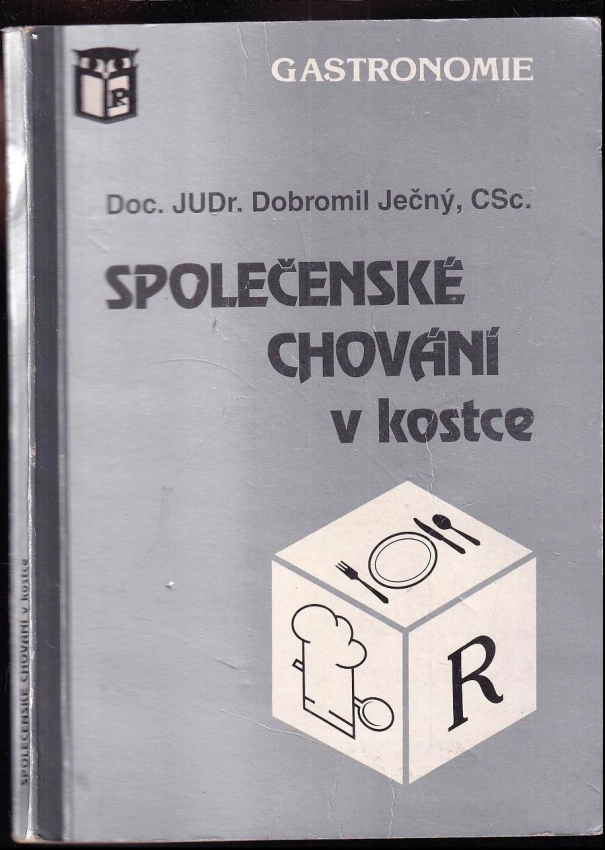 R
GASTRONOMIE
Doc. JUDr. Dobromil Ječný, CSc.
SPOLEČENSKÉ
CHOVÁNÍ
v kostce
R
SPOLEČENSKÉ CHOVÁNÍ v kostce